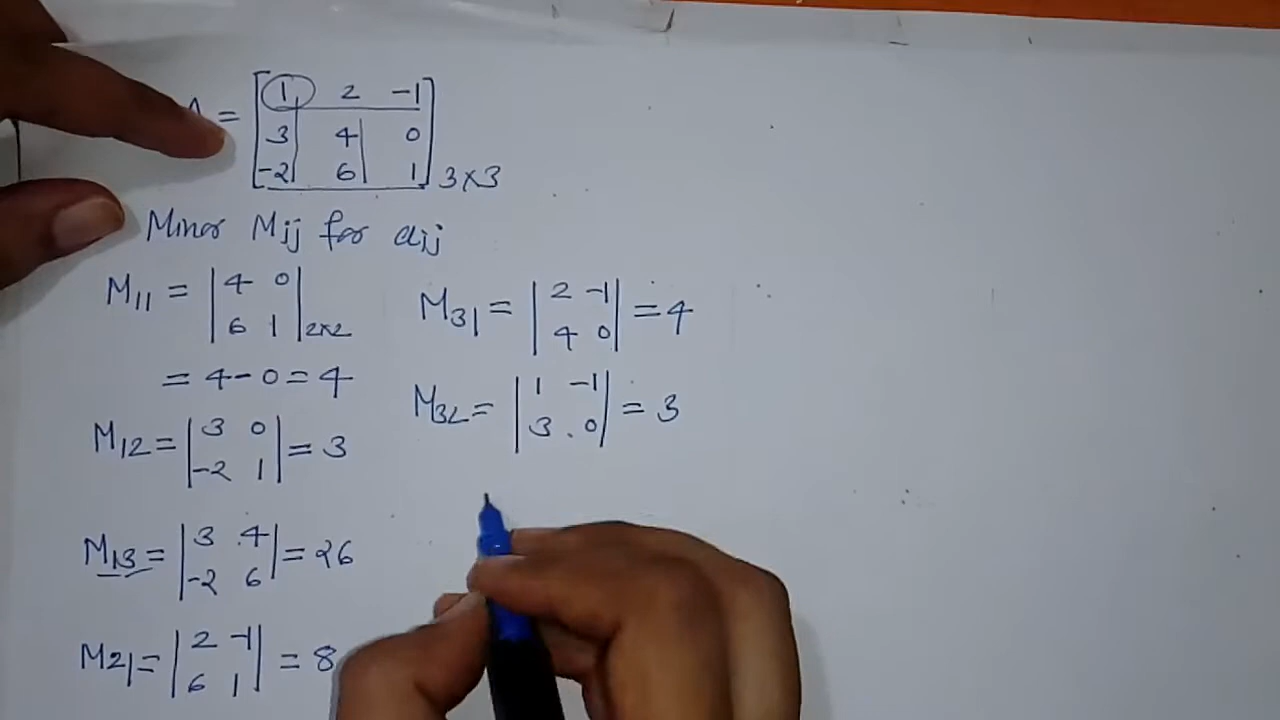 A = [ 1 2 -1
3 4 0
-2 6 1 ] 3×3
Minor Mij for aij
M11 = | 4 0
6 1 | 2×2
= 4-0 = 4
M12 = | 3 0
-2 1 | = 3
M13 = | 3 4
-2 6 | = 26
M21 = | 2 -1
6 1 | = 8
M31 = | 2 -1
4 0 | = 4
M32 = | 1 -1
3 0 | = 3